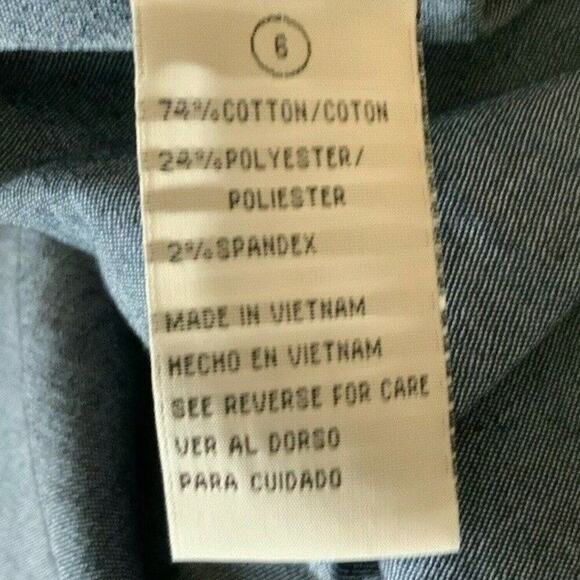 6
74% COTTON/COTON
24% POLYESTER/
POLIESTER
2% SPANDEX
MADE IN VIETNAM
HECHO EN VIETNAM
SEE REVERSE FOR CARE
VER AL DORSO
PARA CUIDADO